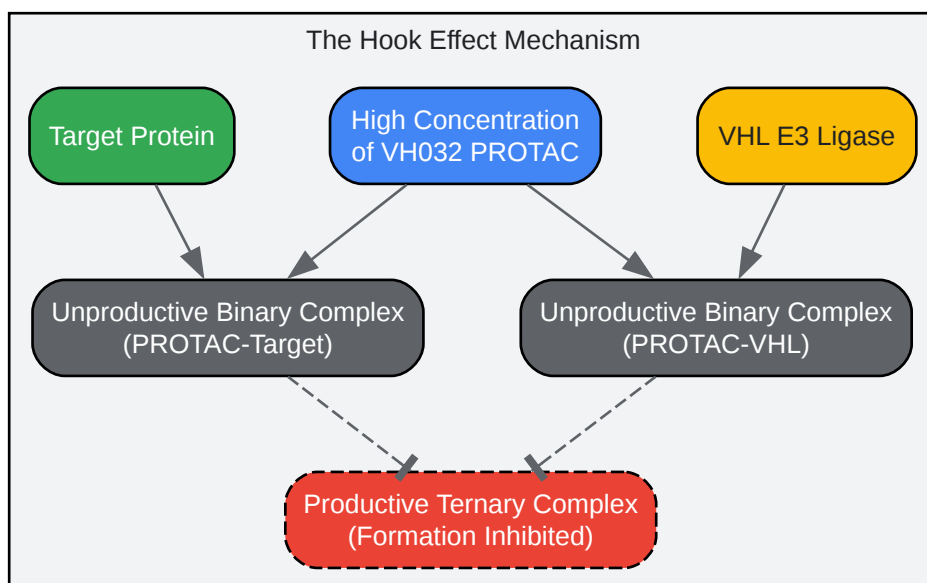 The Hook Effect Mechanism
Target Protein
High Concentration
of VH032 PROTAC
VHL E3 Ligase
Unproductive Binary Complex
(PROTAC-Target)
Unproductive Binary Complex
(PROTAC-VHL)
Productive Ternary Complex
(Formation Inhibited)